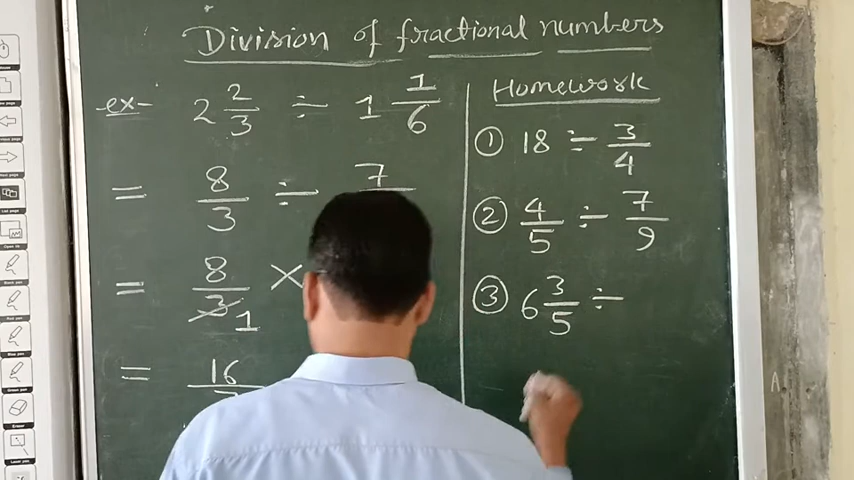 Division of fractional numbers
ex- 2 2/3 ÷ 1 1/6
= 8/3 ÷ 7
= 8/3 1 ×
= 16
Homework
① 18 ÷ 3/4
② 4/5 ÷ 7/9
③ 6 3/5 ÷